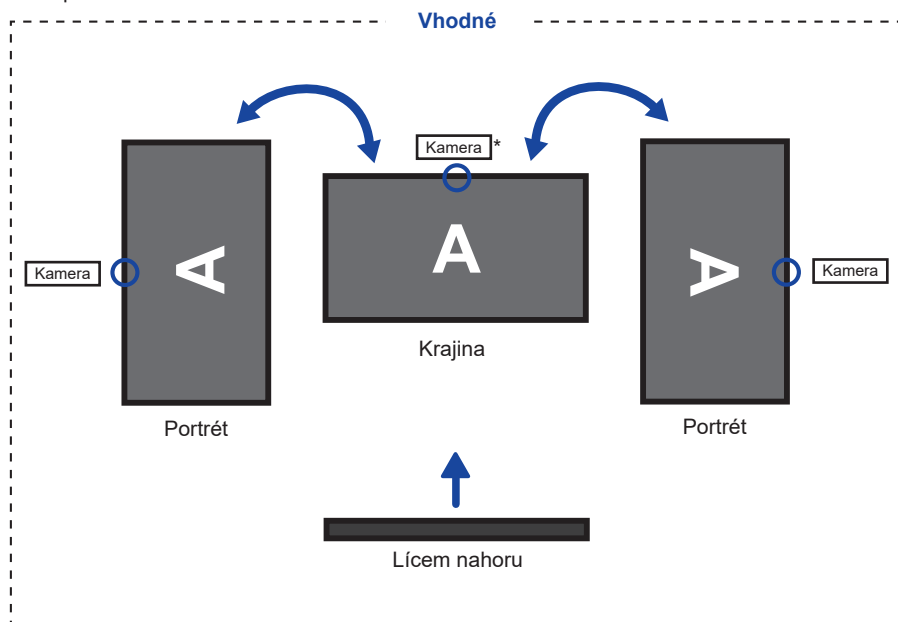 Vhodné
Kamera *
A
A
A
Kamera
Kamera
Krajina
Portrét
Portrét
Lícem nahoru